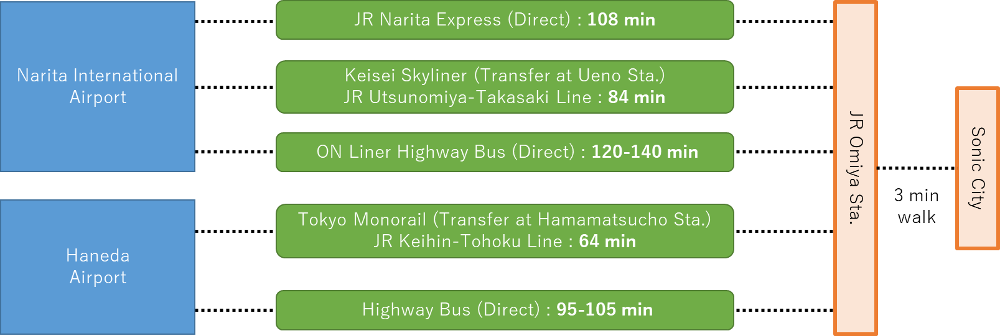 Narita International
Airport
JR Narita Express (Direct) : 108 min
Keisei Skyliner (Transfer at Ueno Sta.)
JR Utsunomiya-Takasaki Line : 84 min
ON Liner Highway Bus (Direct) : 120-140 min
Haneda
Airport
Tokyo Monorail (Transfer at Hamamatsucho Sta.)
JR Keihin-Tohoku Line : 64 min
Highway Bus (Direct) : 95-105 min
JR Omiya Sta.
3 min
walk
Sonic City